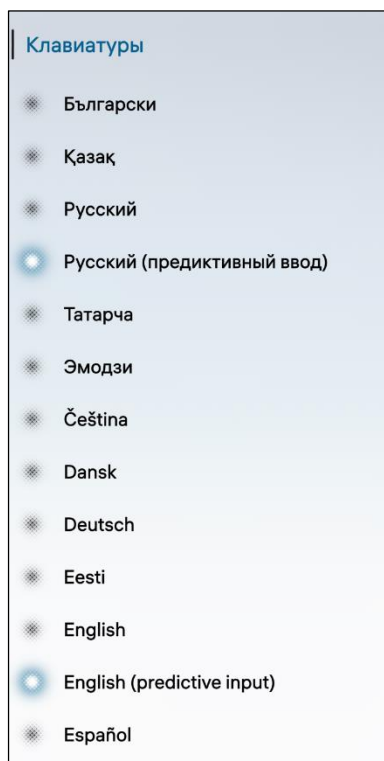 Клавиатуры
Български
Қазақ
Русский
Русский (предиктивный ввод)
Татарча
Эмодзи
Čeština
Dansk
Deutsch
Eesti
English
English (predictive input)
Español